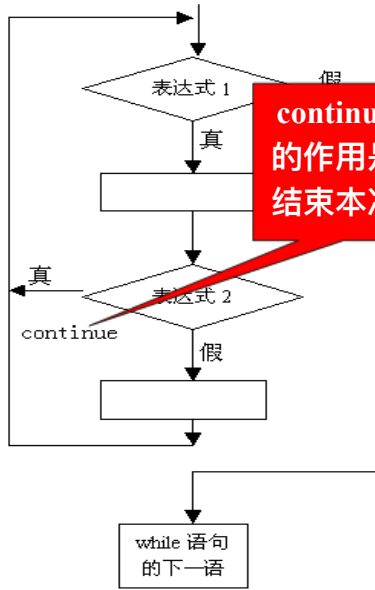 表达式 1
假
真
continu
的作用是
结束本次
真
表达式 2
continue
假
while 语句
的下一语